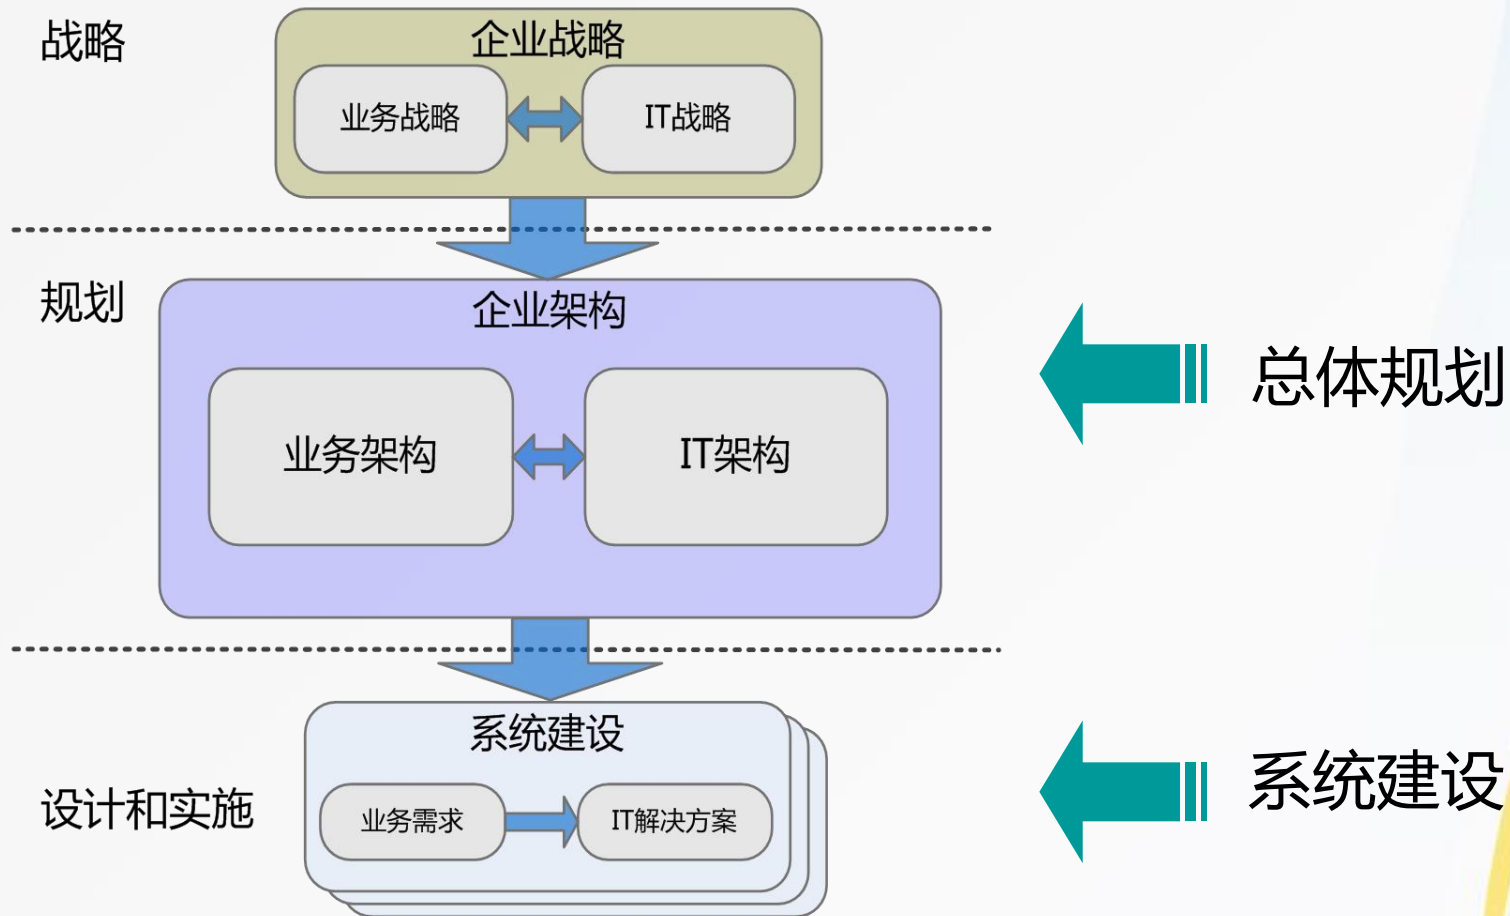 战略
企业战略
业务战略
IT战略
规划
企业架构
业务架构
IT架构
总体规划
系统建设
设计和实施
业务需求
IT解决方案
系统建设